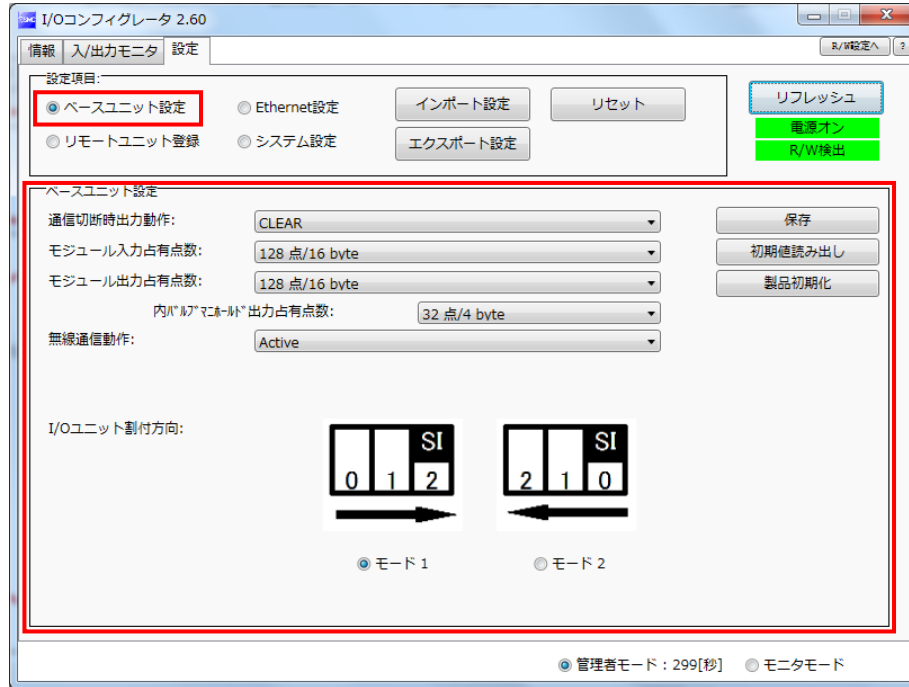 I/Oコンフィグレータ 2.60
情報 入/出力モニタ 設定 R/W設定へ ?
設定項目:
ベースユニット設定 Ethernet設定 インポート設定 リセット リフレッシュ
電源オン
リモートユニット登録 システム設定 エクスポート設定 R/W検出
ベースユニット設定
通信切断時出力動作: CLEAR 保存
モジュール入力占有点数: 128 点/16 byte 初期値読み出し
モジュール出力占有点数: 128 点/16 byte 製品初期化
内バルブマニホールド出力占有点数: 32 点/4 byte
無線通信動作: Active
I/Oユニット割付方向:
SI SI
0 1 2 2 1 0
モード 1 モード 2
管理者モード : 299[秒] モニタモード